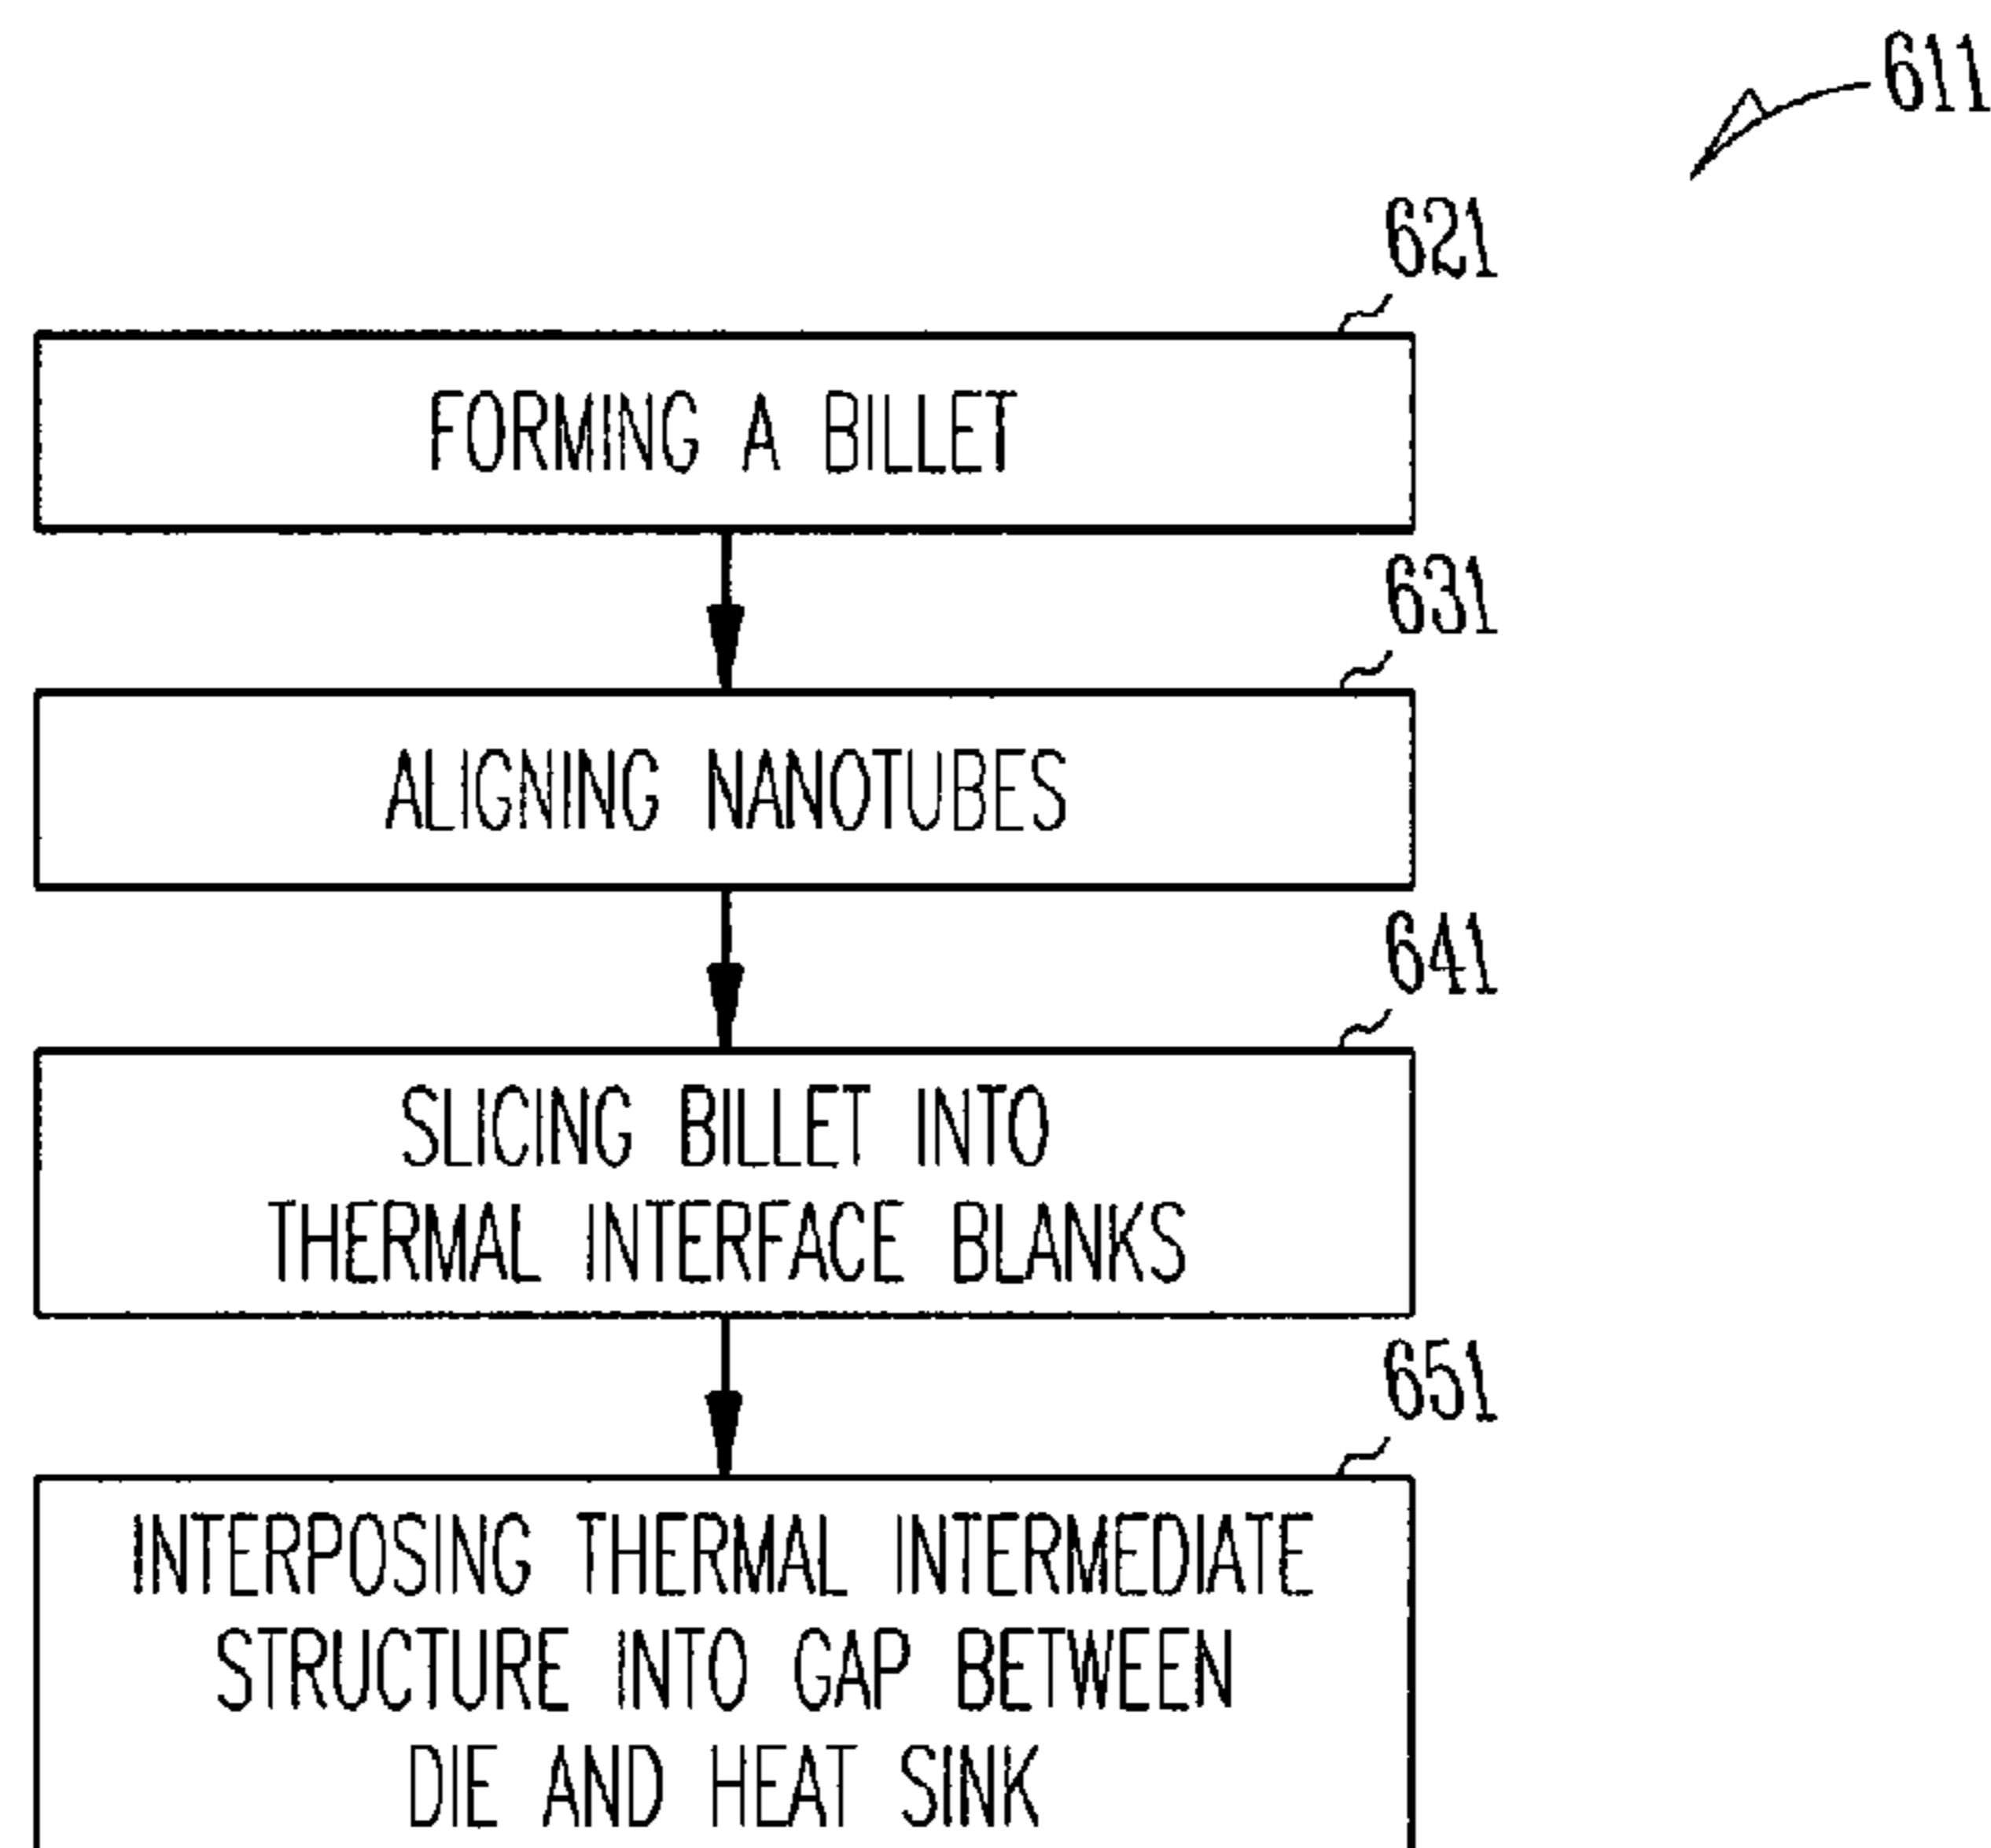 611
621
FORMING A BILLET
631
ALIGNING NANOTUBES
641
SLICING BILLET INTO
THERMAL INTERFACE BLANKS
651
INTERPOSING THERMAL INTERMEDIATE
STRUCTURE INTO GAP BETWEEN
DIE AND HEAT SINK